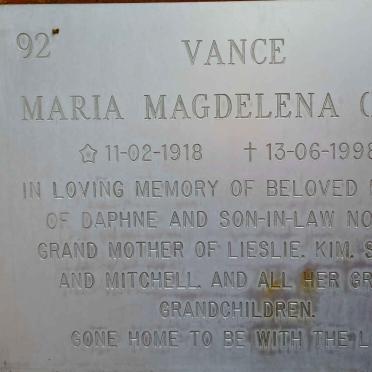 92
VANCE
MARIA MAGDELENA (
☆ 11-02-1918 † 13-06-1998
IN LOVING MEMORY OF BELOVED
OF DAPHNE AND SON-IN-LAW NO
GRAND MOTHER OF LIESLIE, KIM, S
AND MITCHELL. AND ALL HER GR
GRANDCHILDREN.
GONE HOME TO BE WITH THE L